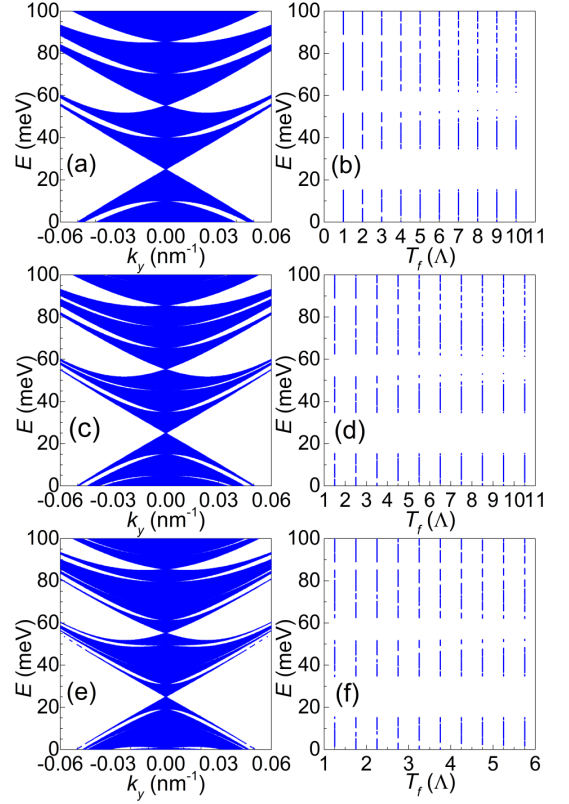 100
80
60
40
20
0
E (meV)
(a)
-0.06 -0.03 0.00 0.03 0.06
k_y (nm⁻¹)
100
80
60
40
20
0
E (meV)
(b)
0 1 2 3 4 5 6 7 8 9 10 11
T_f (Λ)
100
80
60
40
20
0
E (meV)
(c)
-0.06 -0.03 0.00 0.03 0.06
k_y (nm⁻¹)
100
80
60
40
20
0
E (meV)
(d)
1 2 3 4 5 6 7 8 9 10 11
T_f (Λ)
100
80
60
40
20
0
E (meV)
(e)
-0.06 -0.03 0.00 0.03 0.06
k_y (nm⁻¹)
100
80
60
40
20
0
E (meV)
(f)
1 2 3 4 5 6
T_f (Λ)